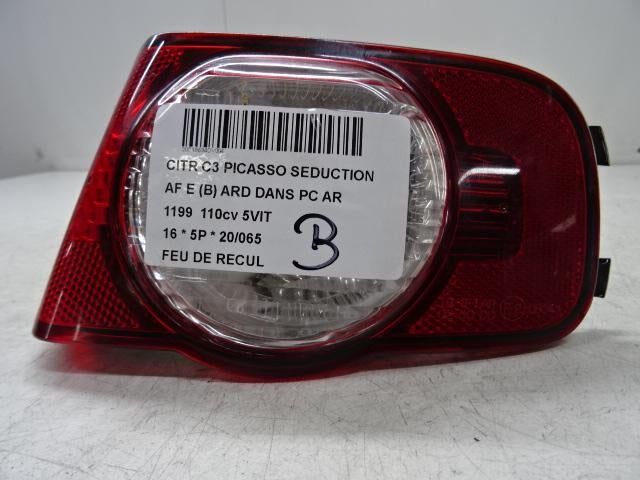 CITR C3 PICASSO SEDUCTION
AF E (B) ARD DANS PC AR
1199 110cv 5VIT
16 * 5P * 20/065
FEU DE RECUL
B